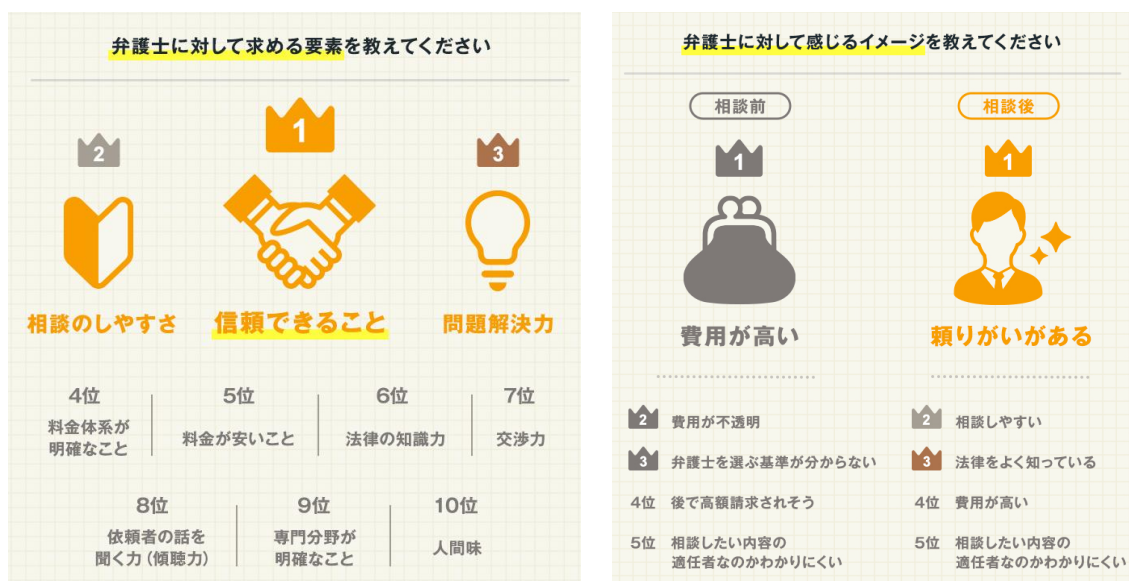 弁護士に対して求める要素を教えてください
1
2
3
相談のしやすさ
信頼できること
問題解決力
4位
料金体系が
明確なこと
5位
料金が安いこと
6位
法律の知識力
7位
交渉力
8位
依頼者の話を
聞く力(傾聴力)
9位
専門分野が
明確なこと
10位
人間味
弁護士に対して感じるイメージを教えてください
相談前
1
費用が高い
2 費用が不透明
3 弁護士を選ぶ基準が分からない
4位 後で高額請求されそう
5位 相談したい内容の
適任者なのかわかりにくい
相談後
1
頼りがいがある
2 相談しやすい
3 法律をよく知っている
4位 費用が高い
5位 相談したい内容の
適任者なのかわかりにくい